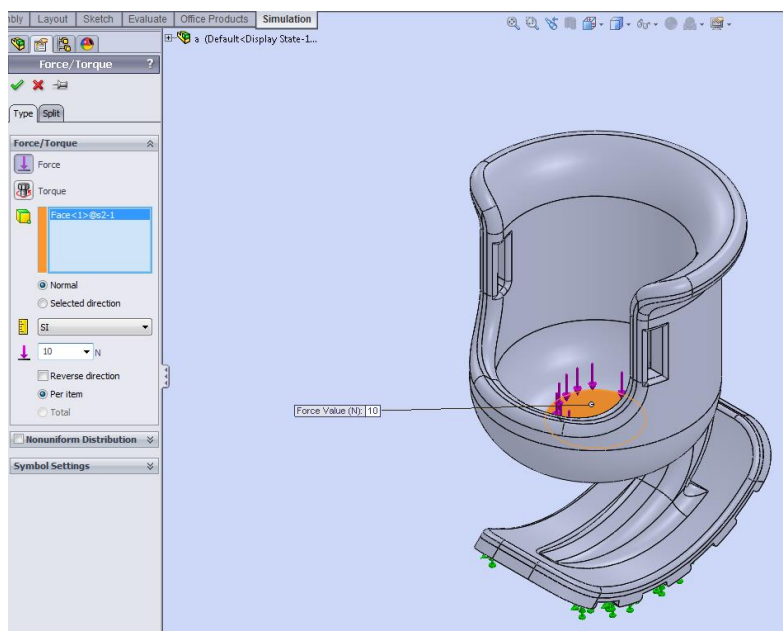 bly Layout Sketch Evaluate Office Products Simulation
a (Default<Display State-1...
Force/Torque ?
Type Split
Force/Torque
Force
Torque
Face<1>@s2-1
Normal
Selected direction
SI
10 N
Reverse direction
Per item
Total
Force Value (N): 10
Nonuniform Distribution
Symbol Settings